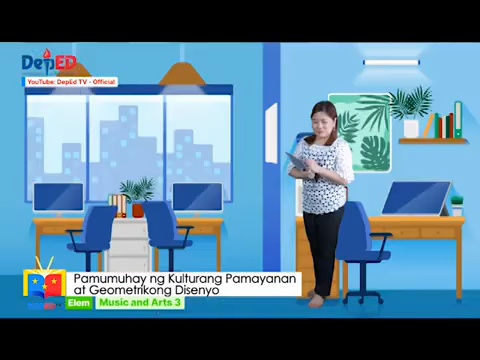 DepED
YouTube: DepEd TV - Official
Pamumuhay ng Kulturang Pamayanan
at Geometrikong Disenyo
Elem Music and Arts 3